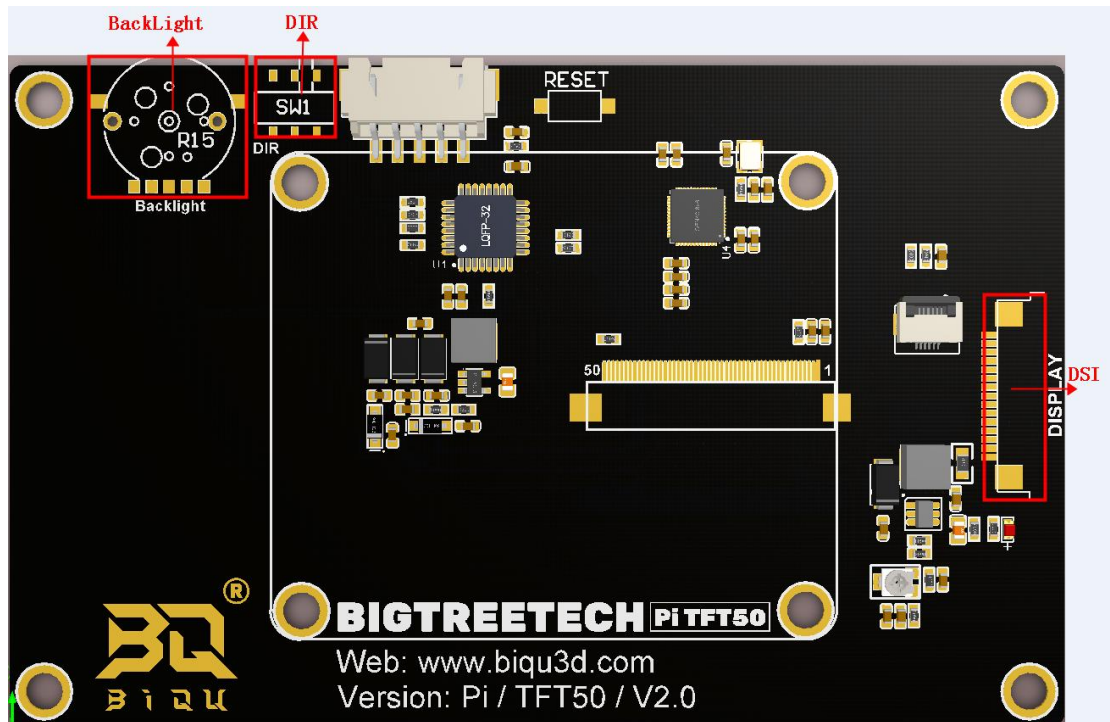 BackLight
DIR
RESET
SW1
R15
DIR
Backlight
LQFP-32
U1
U4
50
1
DISPLAY
DSI
+
®
BQ
BIQU
BIGTREETECH Pi TFT50
Web: www.biqu3d.com
Version: Pi / TFT50 / V2.0